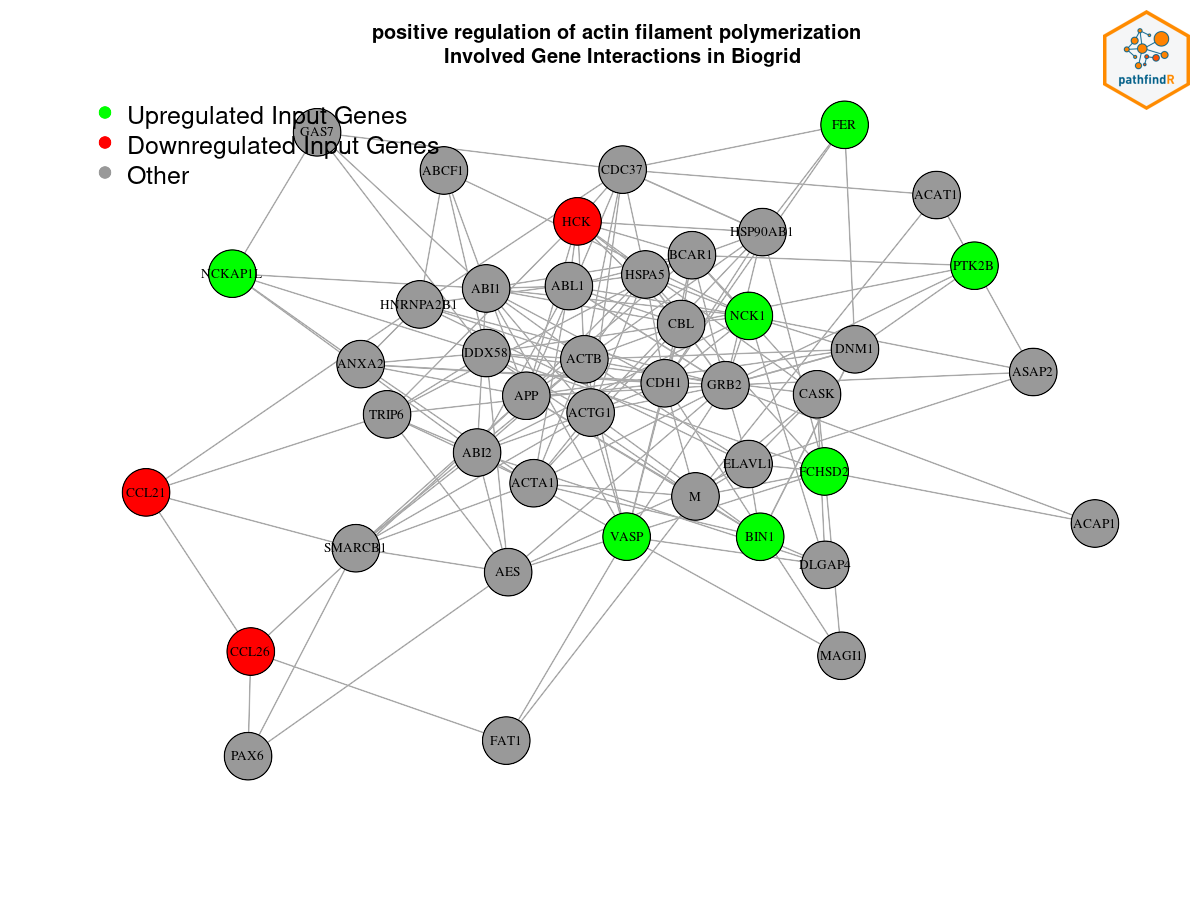 positive regulation of actin filament polymerization
Involved Gene Interactions in Biogrid
pathfindR
Upregulated Input Genes
Downregulated Input Genes
Other
GAS7
FER
ABCF1
CDC37
ACAT1
HCK
HSP90AB1
BCAR1
PTK2B
NCKAP1L
HSPA5
ABI1
ABL1
HNRNPA2B1
NCK1
CBL
DNM1
DDX58
ACTB
ANXA2
ASAP2
CDH1
GRB2
CASK
APP
TRIP6
ACTG1
ABI2
ELAVL1
FCHSD2
ACTA1
CCL21
M
ACAP1
VASP
BIN1
SMARCB1
DLGAP4
AES
CCL26
MAGI1
FAT1
PAX6